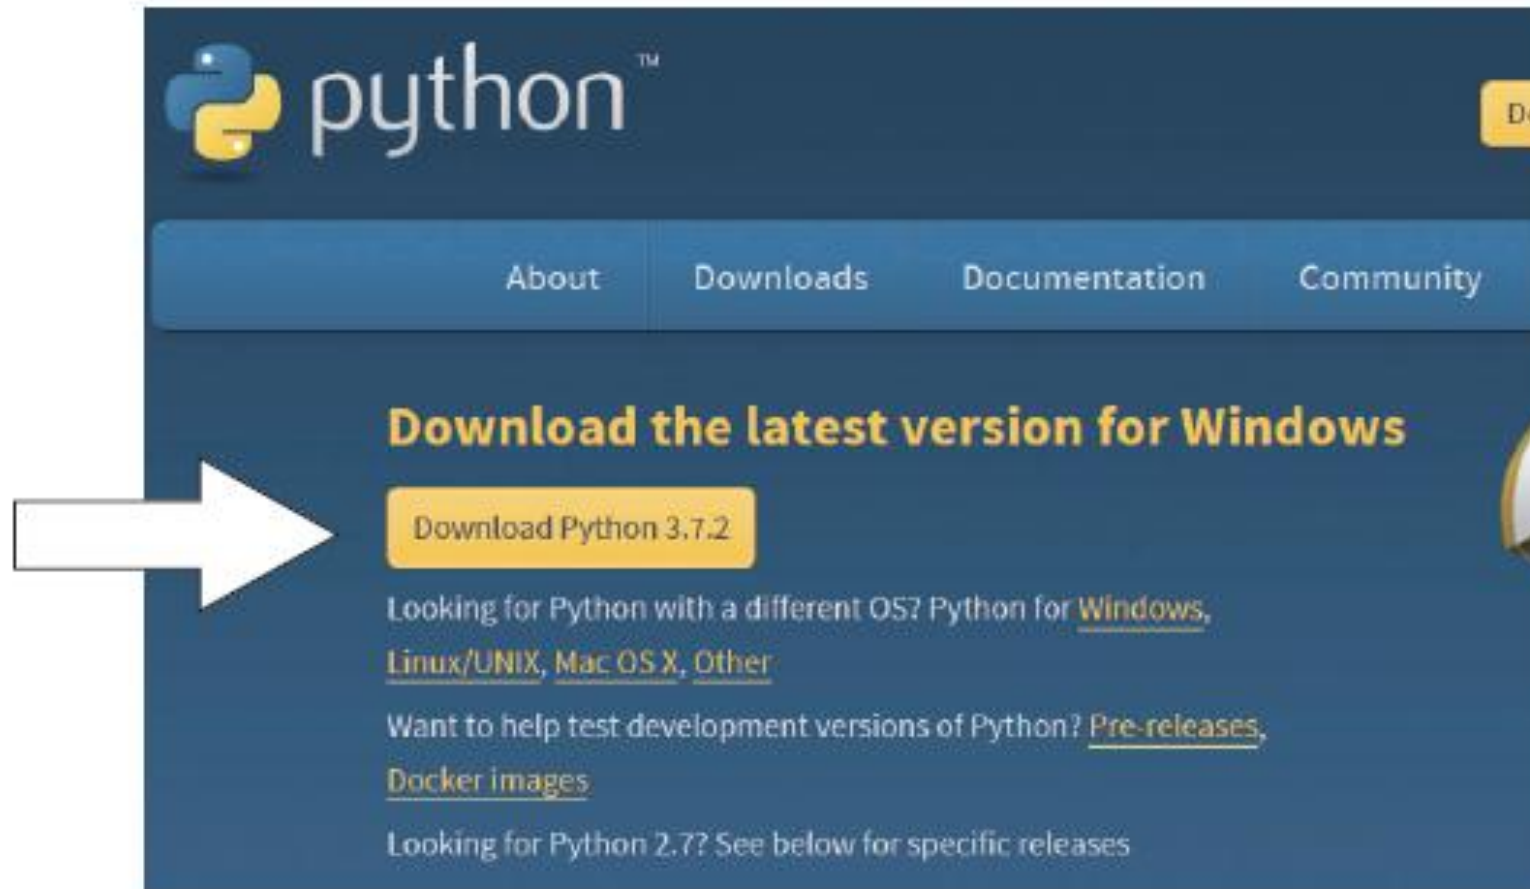 python™
About Downloads Documentation Community
Download the latest version for Windows
Download Python 3.7.2
Looking for Python with a different OS? Python for Windows,
Linux/UNIX, Mac OS X, Other
Want to help test development versions of Python? Pre-releases,
Docker images
Looking for Python 2.7? See below for specific releases